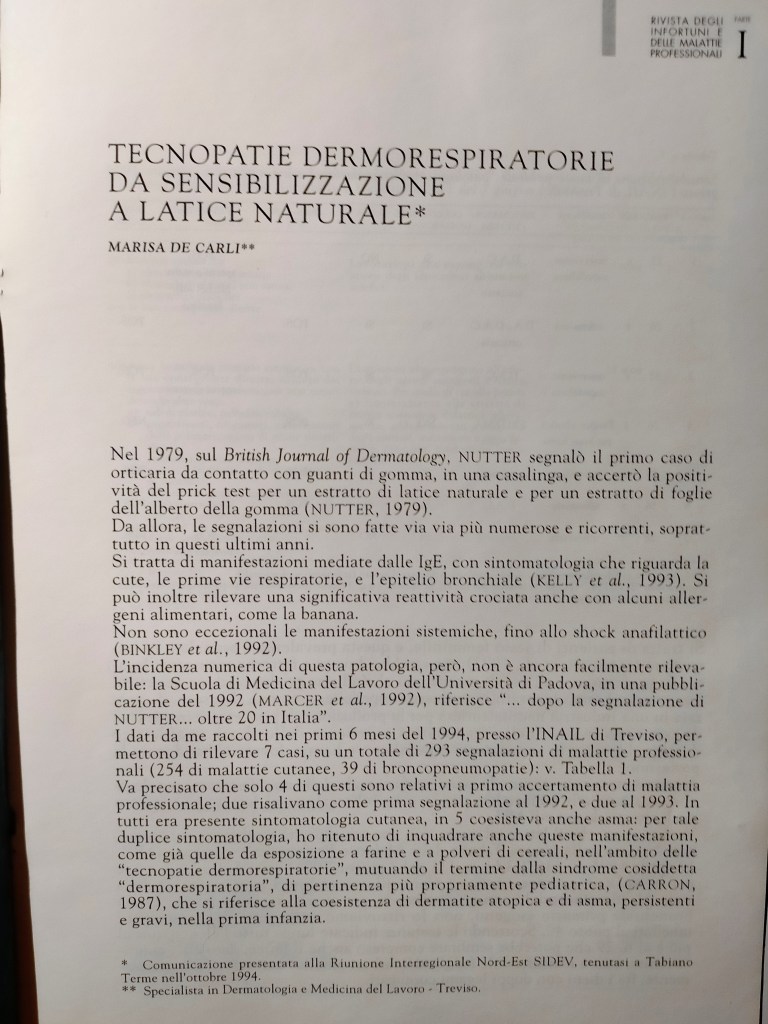 RIVISTA DEGLI
INFORTUNI E
DELLE MALATTIE
PROFESSIONALI
PARTE
I
TECNOPATIE DERMORESPIRATORIE
DA SENSIBILIZZAZIONE
A LATICE NATURALE*
MARISA DE CARLI**
Nel 1979, sul British Journal of Dermatology, NUTTER segnalò il primo caso di
orticaria da contatto con guanti di gomma, in una casalinga, e accertò la positi-
vità del prick test per un estratto di latice naturale e per un estratto di foglie
dell'alberto della gomma (NUTTER, 1979).
Da allora, le segnalazioni si sono fatte via via più numerose e ricorrenti, soprat-
tutto in questi ultimi anni.
Si tratta di manifestazioni mediate dalle IgE, con sintomatologia che riguarda la
cute, le prime vie respiratorie, e l'epitelio bronchiale (KELLY et al., 1993). Si
può inoltre rilevare una significativa reattività crociata anche con alcuni aller-
geni alimentari, come la banana.
Non sono eccezionali le manifestazioni sistemiche, fino allo shock anafilattico
(BINKLEY et al., 1992).
L'incidenza numerica di questa patologia, però, non è ancora facilmente rileva-
bile: la Scuola di Medicina del Lavoro dell'Università di Padova, in una pubbli-
cazione del 1992 (MARCER et al., 1992), riferisce "... dopo la segnalazione di
NUTTER... oltre 20 in Italia".
I dati da me raccolti nei primi 6 mesi del 1994, presso l'INAIL di Treviso, per-
mettono di rilevare 7 casi, su un totale di 293 segnalazioni di malattie professio-
nali (254 di malattie cutanee, 39 di broncopneumopatie): v. Tabella 1.
Va precisato che solo 4 di questi sono relativi a primo accertamento di malattia
professionale; due risalivano come prima segnalazione al 1992, e due al 1993. In
tutti era presente sintomatologia cutanea, in 5 coesisteva anche asma: per tale
duplice sintomatologia, ho ritenuto di inquadrare anche queste manifestazioni,
come già quelle da esposizione a farine e a polveri di cereali, nell'ambito delle
"tecnopatie dermorespiratorie", mutuando il termine dalla sindrome cosiddetta
"dermorespiratoria", di pertinenza più propriamente pediatrica, (CARRON,
1987), che si riferisce alla coesistenza di dermatite atopica e di asma, persistenti
e gravi, nella prima infanzia.
* Comunicazione presentata alla Riunione Interregionale Nord-Est SIDEV, tenutasi a Tabiano
Terme nell'ottobre 1994.
** Specialista in Dermatologia e Medicina del Lavoro - Treviso.